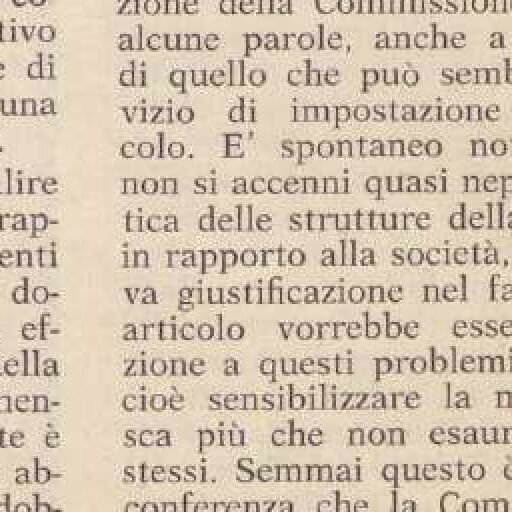 tivo
di
una
lire
rap-
enti
do-
ef-
ella
men-
te è
ab-
dob-
zione della Commissione
alcune parole, anche a
di quello che può semb
vizio di impostazione
colo. E' spontaneo no
non si accenni quasi nep
tica delle strutture della
in rapporto alla società,
va giustificazione nel fa
articolo vorrebbe esse
zione a questi problemi
cioè sensibilizzare la m
sca più che non esaur
stessi. Semmai questo è
conferenza che la Com